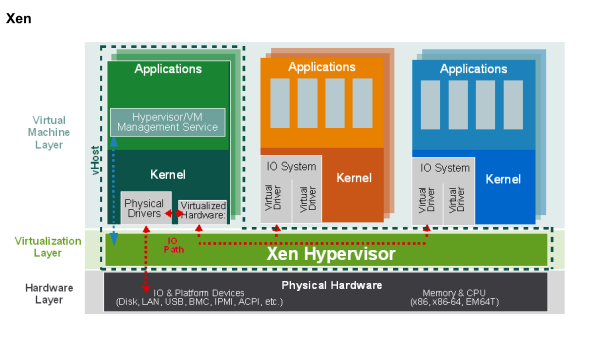 Xen
Applications
Applications
Applications
Hypervisor/VM
Management Service
Virtual
Machine
Layer
vHost
Kernel
Physical
Drivers
Virtualized
Hardware:
IO System
Virtual
Driver
Virtual
Driver
Kernel
IO System
Virtual
Driver
Virtual
Driver
Kernel
Virtualization
Layer
IO
Path
Xen Hypervisor
Hardware
Layer
Physical Hardware
IO & Platform Devices
(Disk, LAN, USB, BMC, IPMI, ACPI, etc.)
Memory & CPU
(x86, x86-64, EM64T)